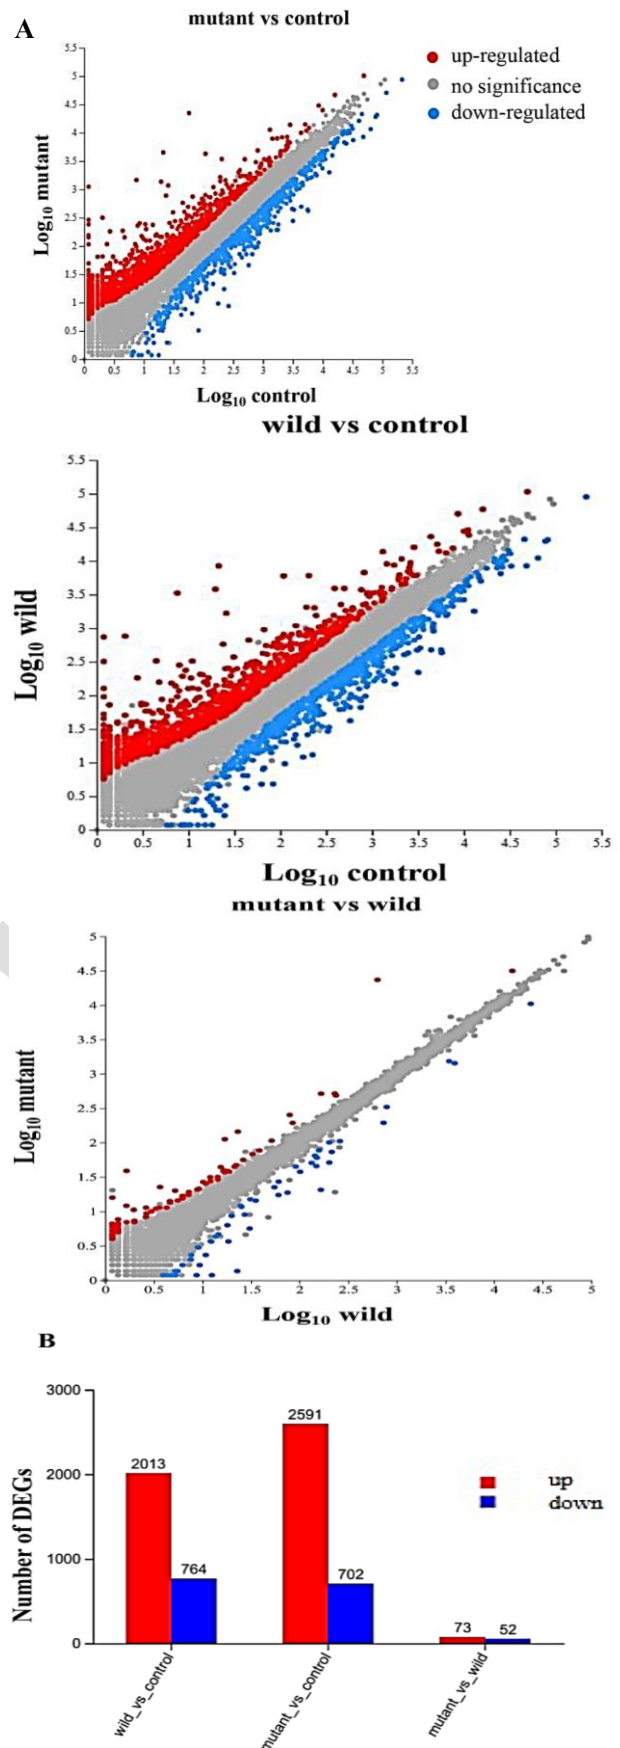 A
mutant vs control
up-regulated
no significance
down-regulated
Log10 mutant
5.5
5
4.5
4
3.5
3
2.5
2
1.5
1
0.5
0
0 0.5 1 1.5 2 2.5 3 3.5 4 4.5 5 5.5
Log10 control
wild vs control
Log10 wild
5.5
5
4.5
4
3.5
3
2.5
2
1.5
1
0.5
0
0 0.5 1 1.5 2 2.5 3 3.5 4 4.5 5 5.5
Log10 control
mutant vs wild
Log10 mutant
5
4.5
4
3.5
3
2.5
2
1.5
1
0.5
0
0 0.5 1 1.5 2 2.5 3 3.5 4 4.5 5
Log10 wild
B
Number of DEGs
3000
2000
1000
0
2013
764
2591
702
73
52
up
down
wild_vs_control
mutant_vs_control
mutant_vs_wild